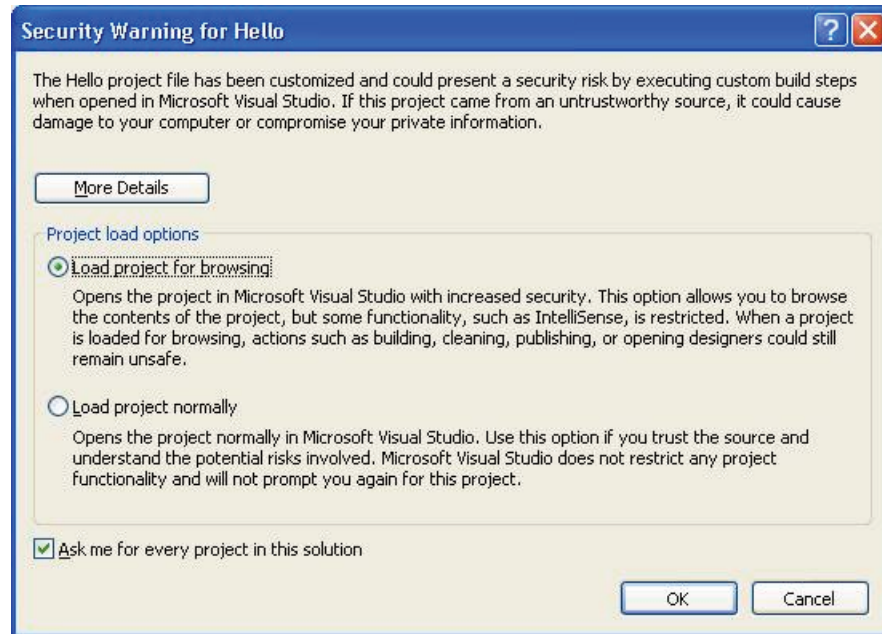 Security Warning for Hello
The Hello project file has been customized and could present a security risk by executing custom build steps
when opened in Microsoft Visual Studio. If this project came from an untrustworthy source, it could cause
damage to your computer or compromise your private information.
More Details
Project load options
Load project for browsing
Opens the project in Microsoft Visual Studio with increased security. This option allows you to browse
the contents of the project, but some functionality, such as IntelliSense, is restricted. When a project
is loaded for browsing, actions such as building, cleaning, publishing, or opening designers could still
remain unsafe.
Load project normally
Opens the project normally in Microsoft Visual Studio. Use this option if you trust the source and
understand the potential risks involved. Microsoft Visual Studio does not restrict any project
functionality and will not prompt you again for this project.
Ask me for every project in this solution
OK Cancel